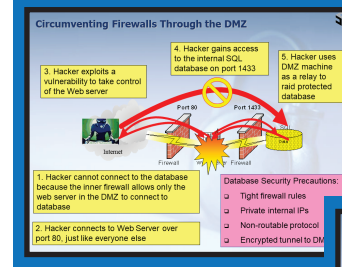 Circumventing Firewalls Through the DMZ
4. Hacker gains access
to the internal SQL
database on port 1433
5. Hacker uses
DMZ machine
as a relay to
raid protected
database
3. Hacker exploits a
vulnerability to take control
of the Web server
Port 80
Port 1433
Internet
Firewall
Firewall
1. Hacker cannot connect to the database
because the inner firewall allows only the
web server in the DMZ to connect to
database
2. Hacker connects to Web Server over
port 80, just like everyone else
Database Security Precautions:
Tight firewall rules
Private internal IPs
Non-routable protocol
Encrypted tunnel to